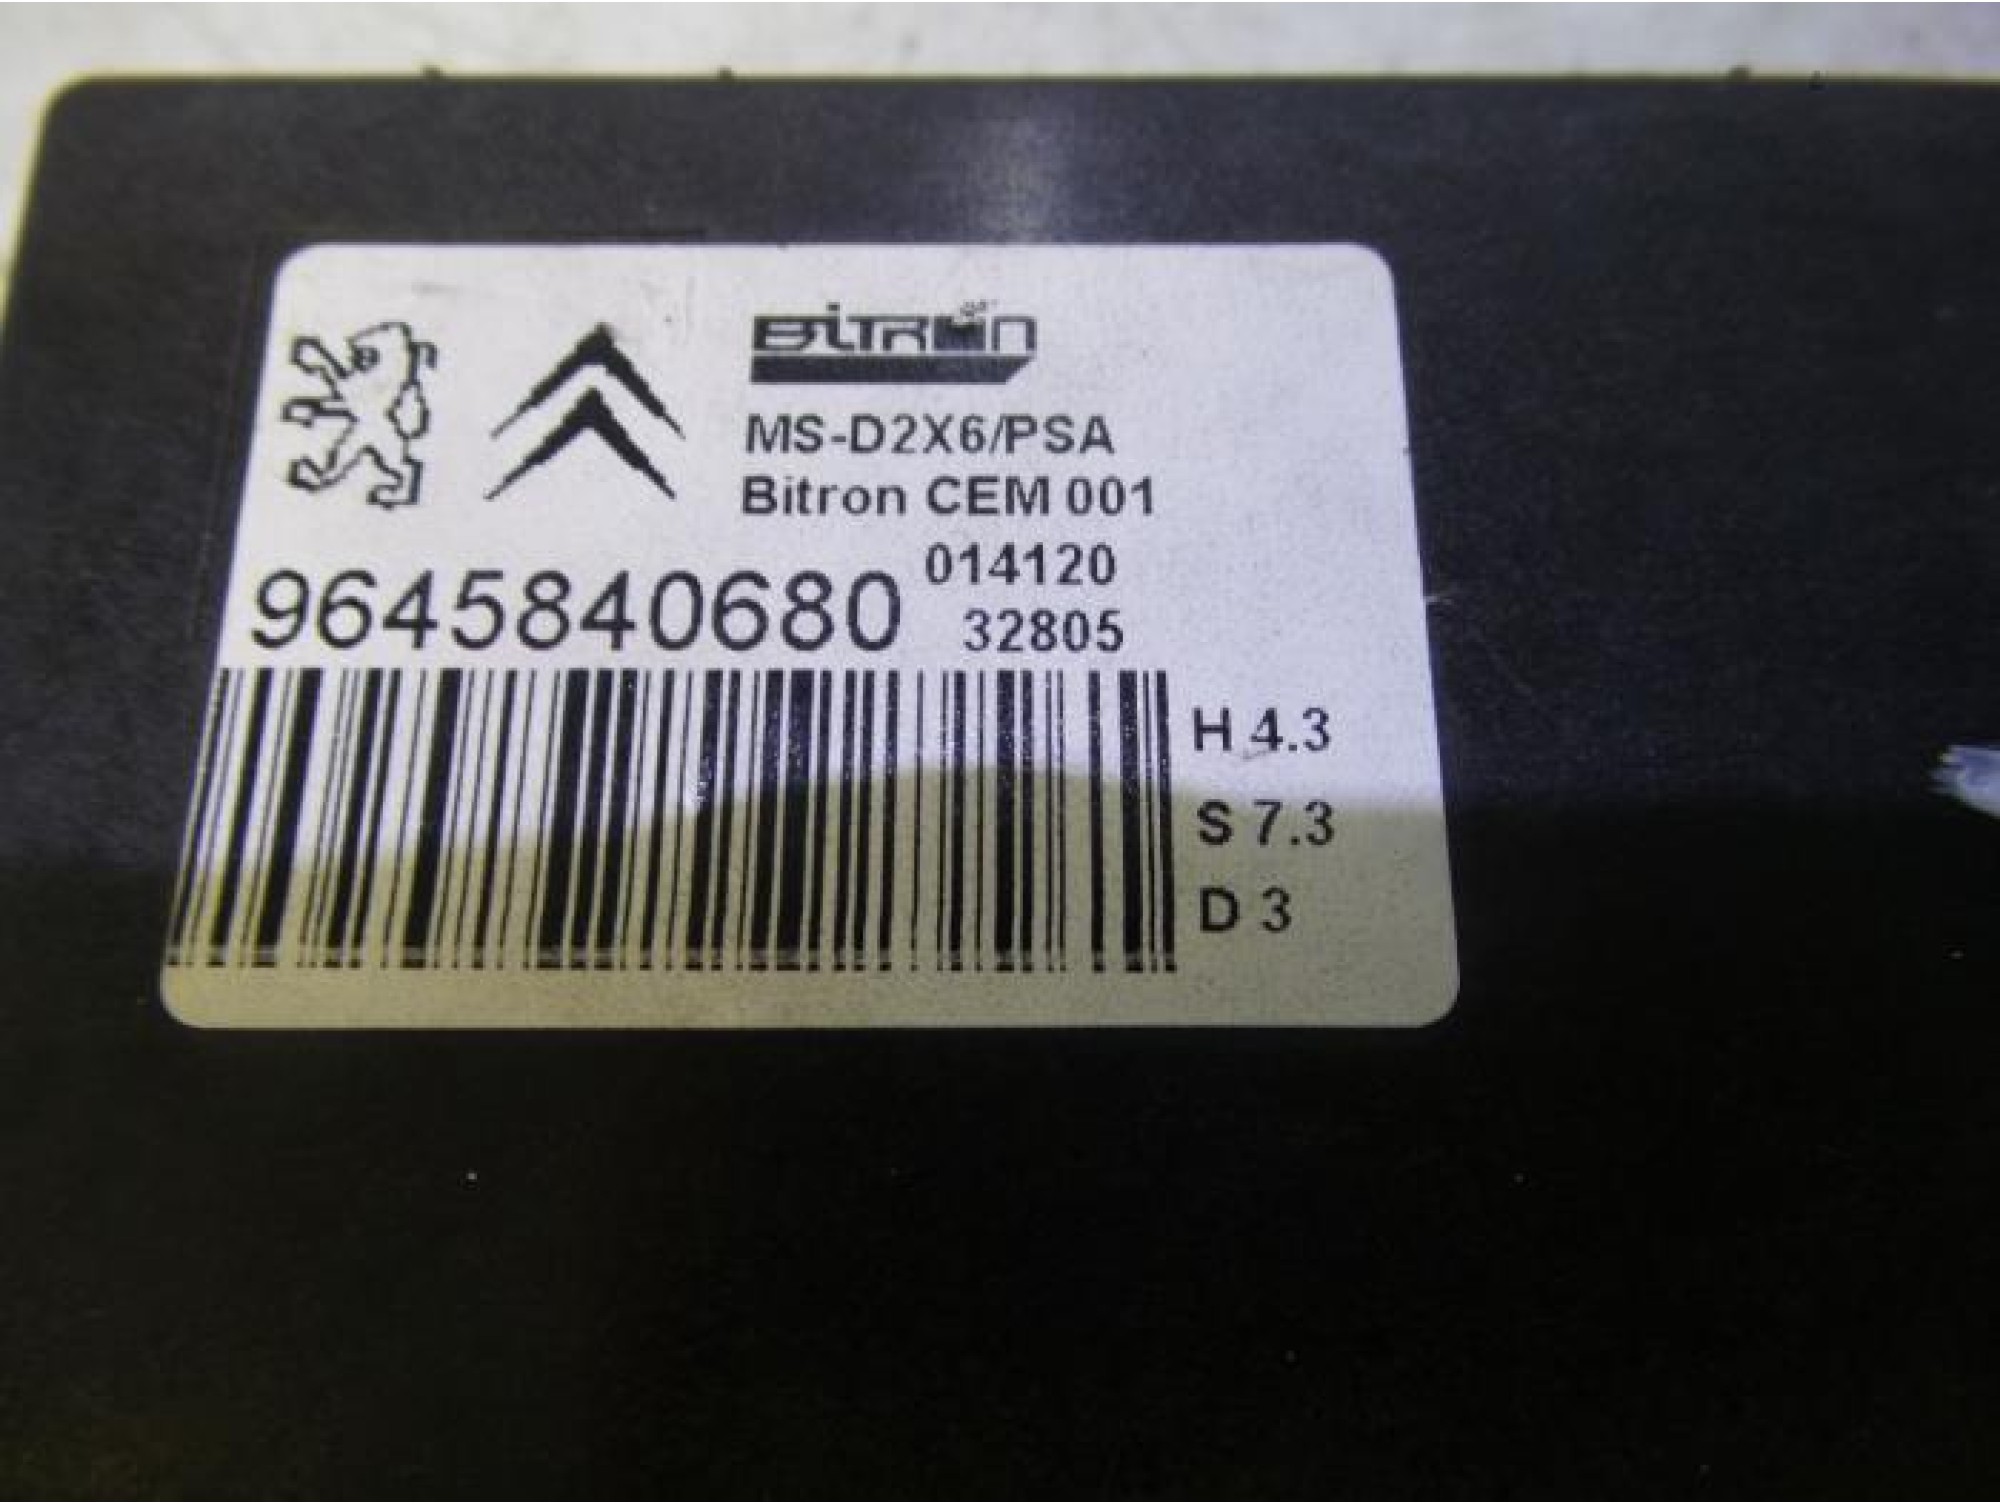 BiTRON
MS-D2X6/PSA
Bitron CEM 001
014120
9645840680
32805
H 4.3
S 7.3
D 3